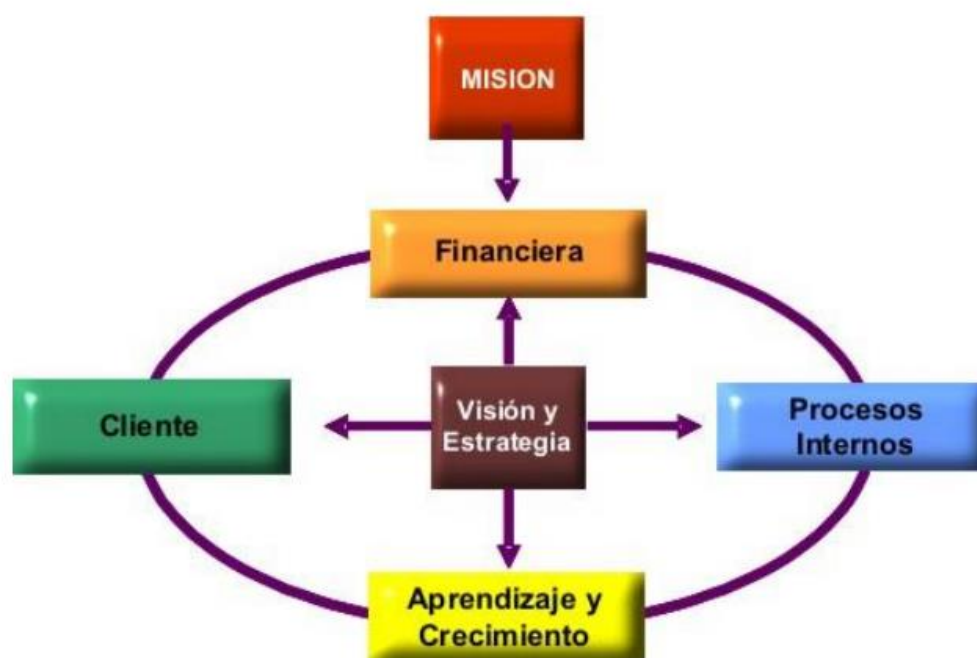 MISION
Financiera
Cliente
Visión y
Estrategia
Procesos
Internos
Aprendizaje y
Crecimiento